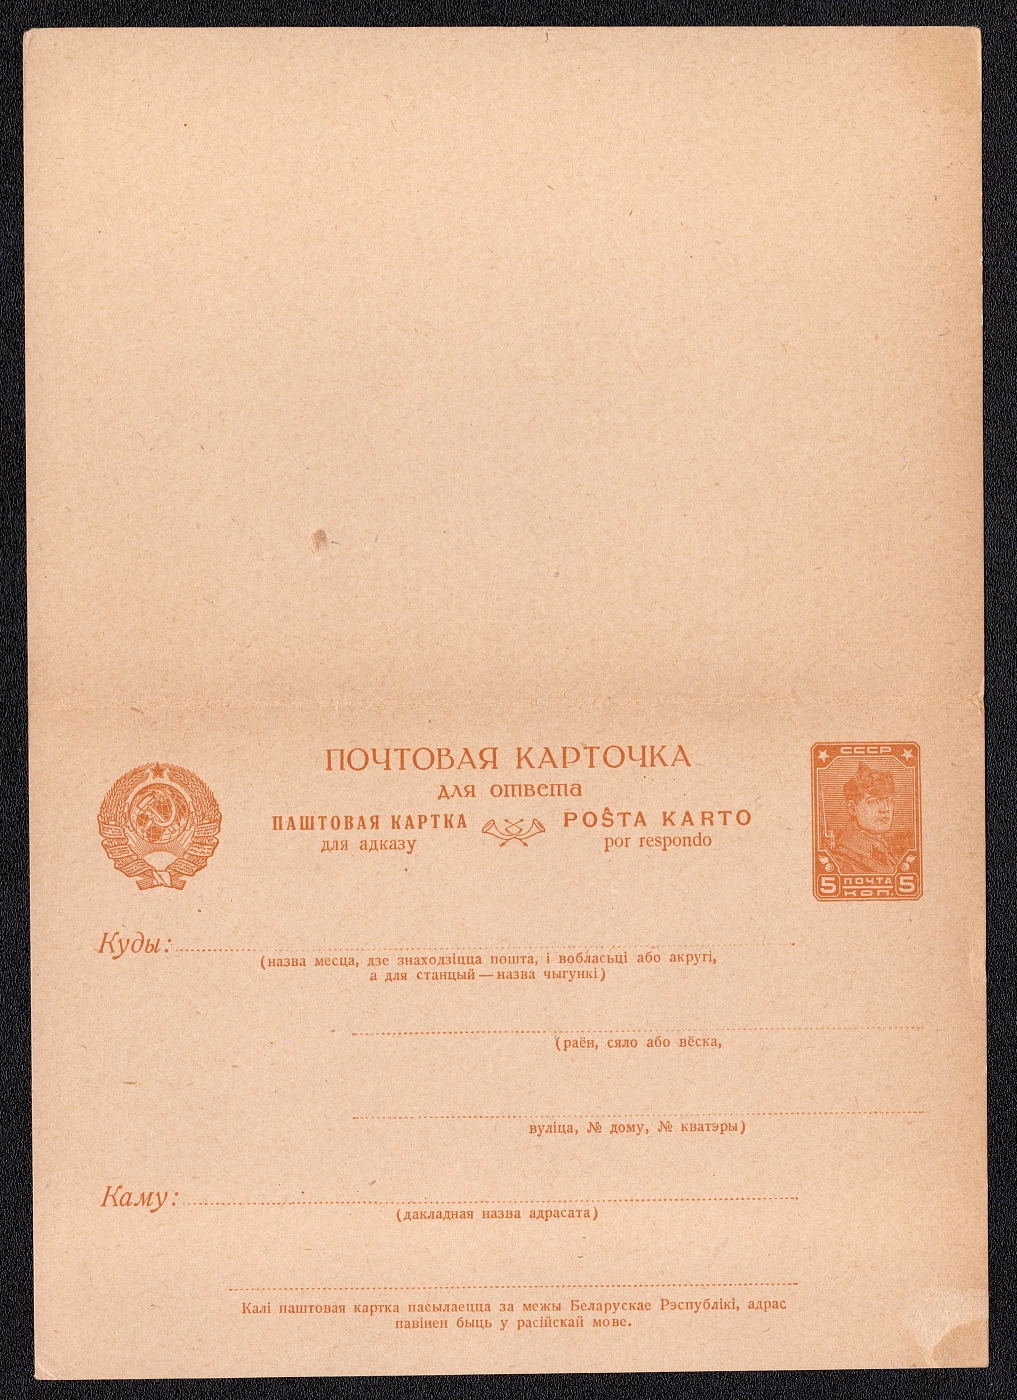 ПОЧТОВАЯ КАРТОЧКА
для ответа
ПАШТОВАЯ КАРТКА
для адказу
POŜTA KARTO
por respondo
СССР
5 ПОЧТА 5
КОП.
Куды:
(назва месца, дзе знаходзіцца пошта, і вобласьці або акругі,
а для станцый — назва чыгункі)
(раён, сяло або вёска,
вуліца, № дому, № кватэры)
Каму:
(дакладная назва адрасата)
Калі паштовая картка пасылаецца за межы Беларускае Рэспублікі, адрас
павінен быць у расійскай мове.